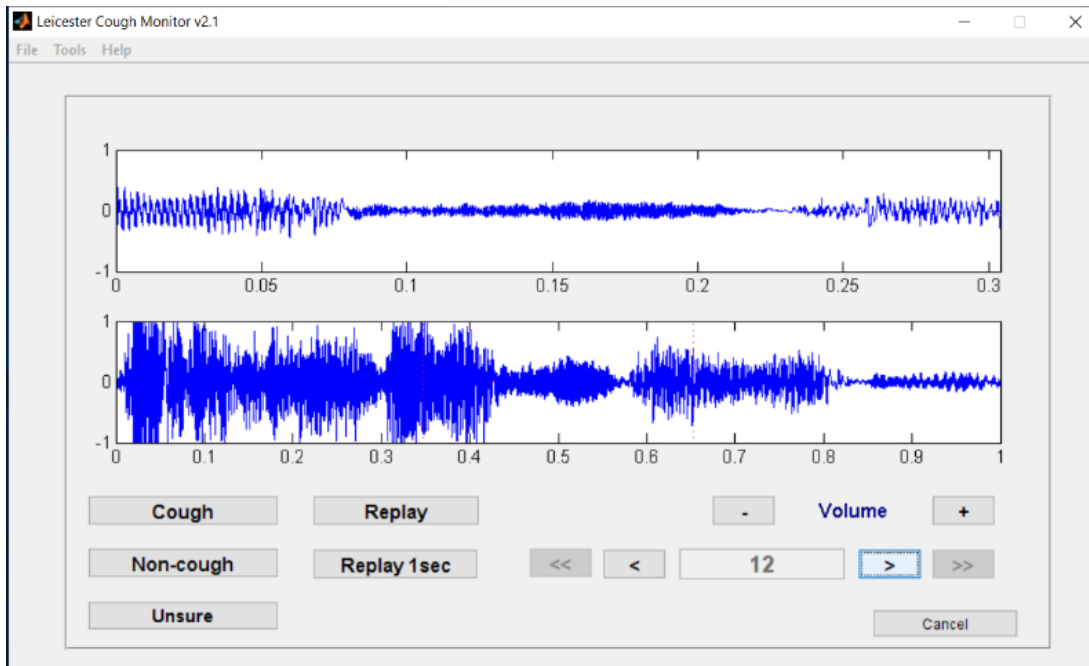 Leicester Cough Monitor v2.1
File Tools Help
1
0
-1
0 0.05 0.1 0.15 0.2 0.25 0.3
1
0
-1
0 0.1 0.2 0.3 0.4 0.5 0.6 0.7 0.8 0.9 1
Cough Replay - Volume +
Non-cough Replay 1sec << < 12 > >>
Unsure Cancel